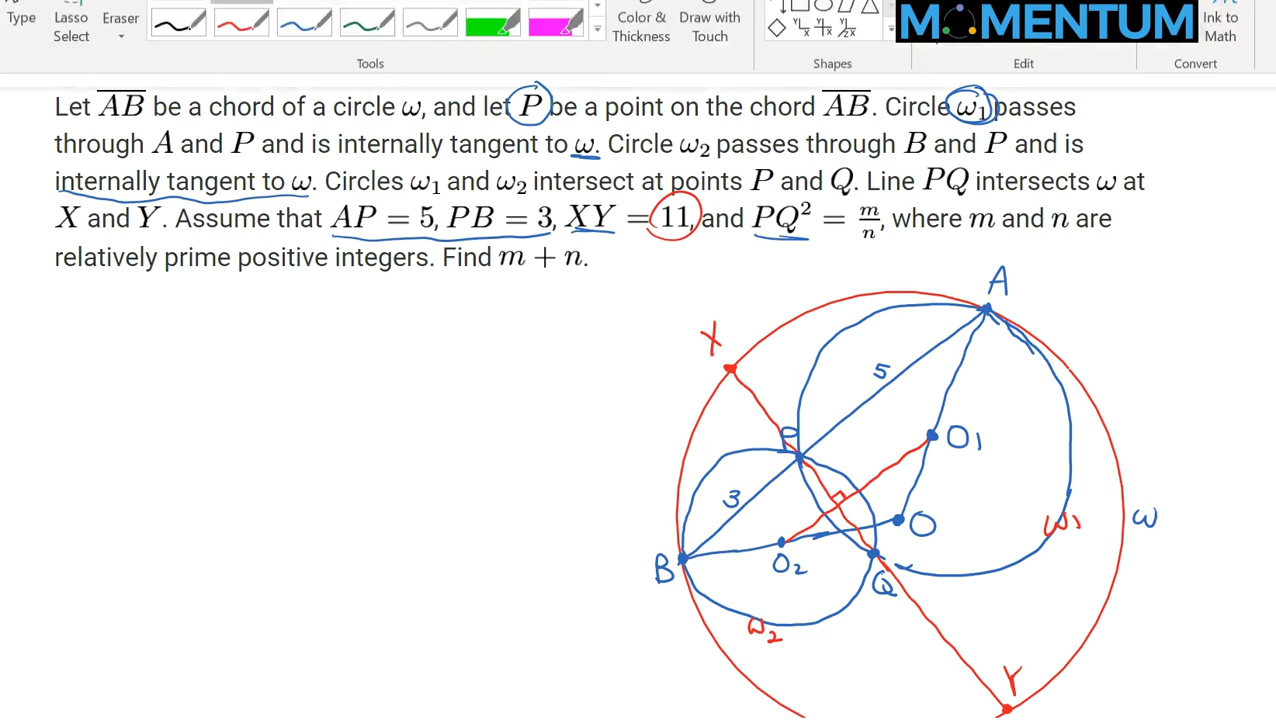 Type
Lasso Select
Eraser
Color & Thickness
Draw with Touch
MOMENTUM
Ink to Math
Tools
Shapes
Edit
Convert
Let AB be a chord of a circle ω, and let P be a point on the chord AB. Circle ω₁ passes
through A and P and is internally tangent to ω. Circle ω₂ passes through B and P and is
internally tangent to ω. Circles ω₁ and ω₂ intersect at points P and Q. Line PQ intersects ω at
X and Y. Assume that AP = 5, PB = 3, XY = 11, and PQ² = m/n, where m and n are
relatively prime positive integers. Find m + n.
A
X
5
P
O₁
3
O
ω₁
ω
B
O₂
Q
ω₂
Y